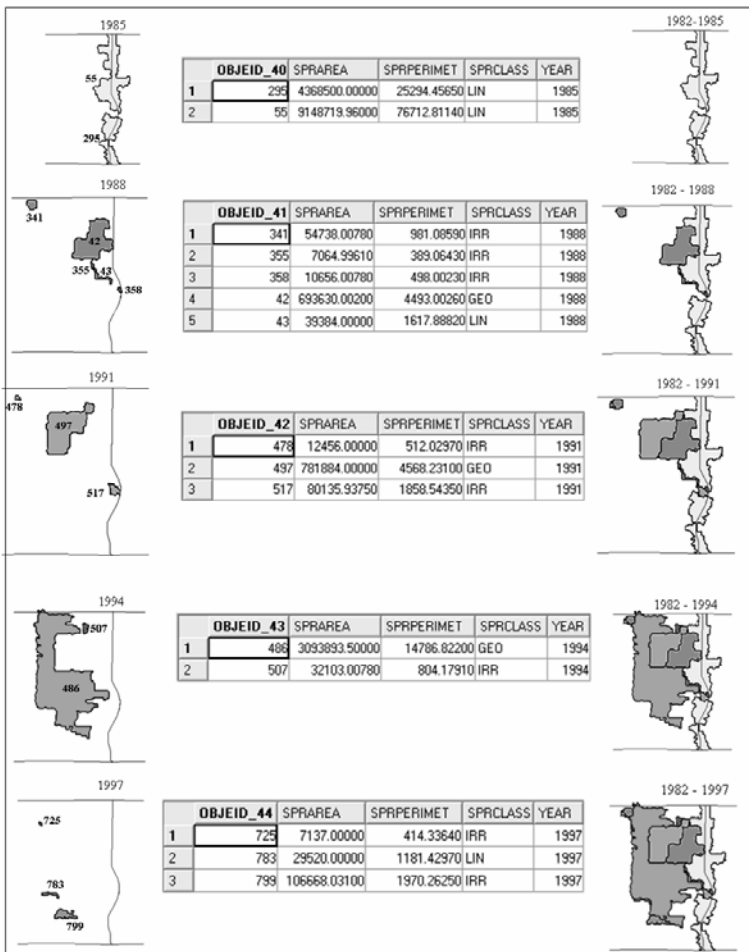 1985
1982-1985
55
295
OBJEID_40 SPRAREA SPRPERIMET SPRCLASS YEAR
1 295 4368500.00000 25294.45650 LIN 1985
2 55 9148719.96000 76712.81140 LIN 1985
1988
1982 - 1988
341
42
355
43
358
OBJEID_41 SPRAREA SPRPERIMET SPRCLASS YEAR
1 341 54738.00780 981.08590 IRR 1988
2 355 7064.99610 389.06430 IRR 1988
3 358 10656.00780 498.00230 IRR 1988
4 42 693630.00200 4493.00260 GEO 1988
5 43 39384.00000 1617.88820 LIN 1988
1991
1982 - 1991
478
497
517
OBJEID_42 SPRAREA SPRPERIMET SPRCLASS YEAR
1 478 12456.00000 512.02970 IRR 1991
2 497 781884.00000 4568.23100 GEO 1991
3 517 80135.93750 1858.54350 IRR 1991
1994
1982 - 1994
507
486
OBJEID_43 SPRAREA SPRPERIMET SPRCLASS YEAR
1 486 3093893.50000 14786.82200 GEO 1994
2 507 32103.00780 804.17910 IRR 1994
1997
1982 - 1997
725
783
799
OBJEID_44 SPRAREA SPRPERIMET SPRCLASS YEAR
1 725 7137.00000 414.33640 IRR 1997
2 783 29520.00000 1181.42970 LIN 1997
3 799 106668.03100 1970.26250 IRR 1997